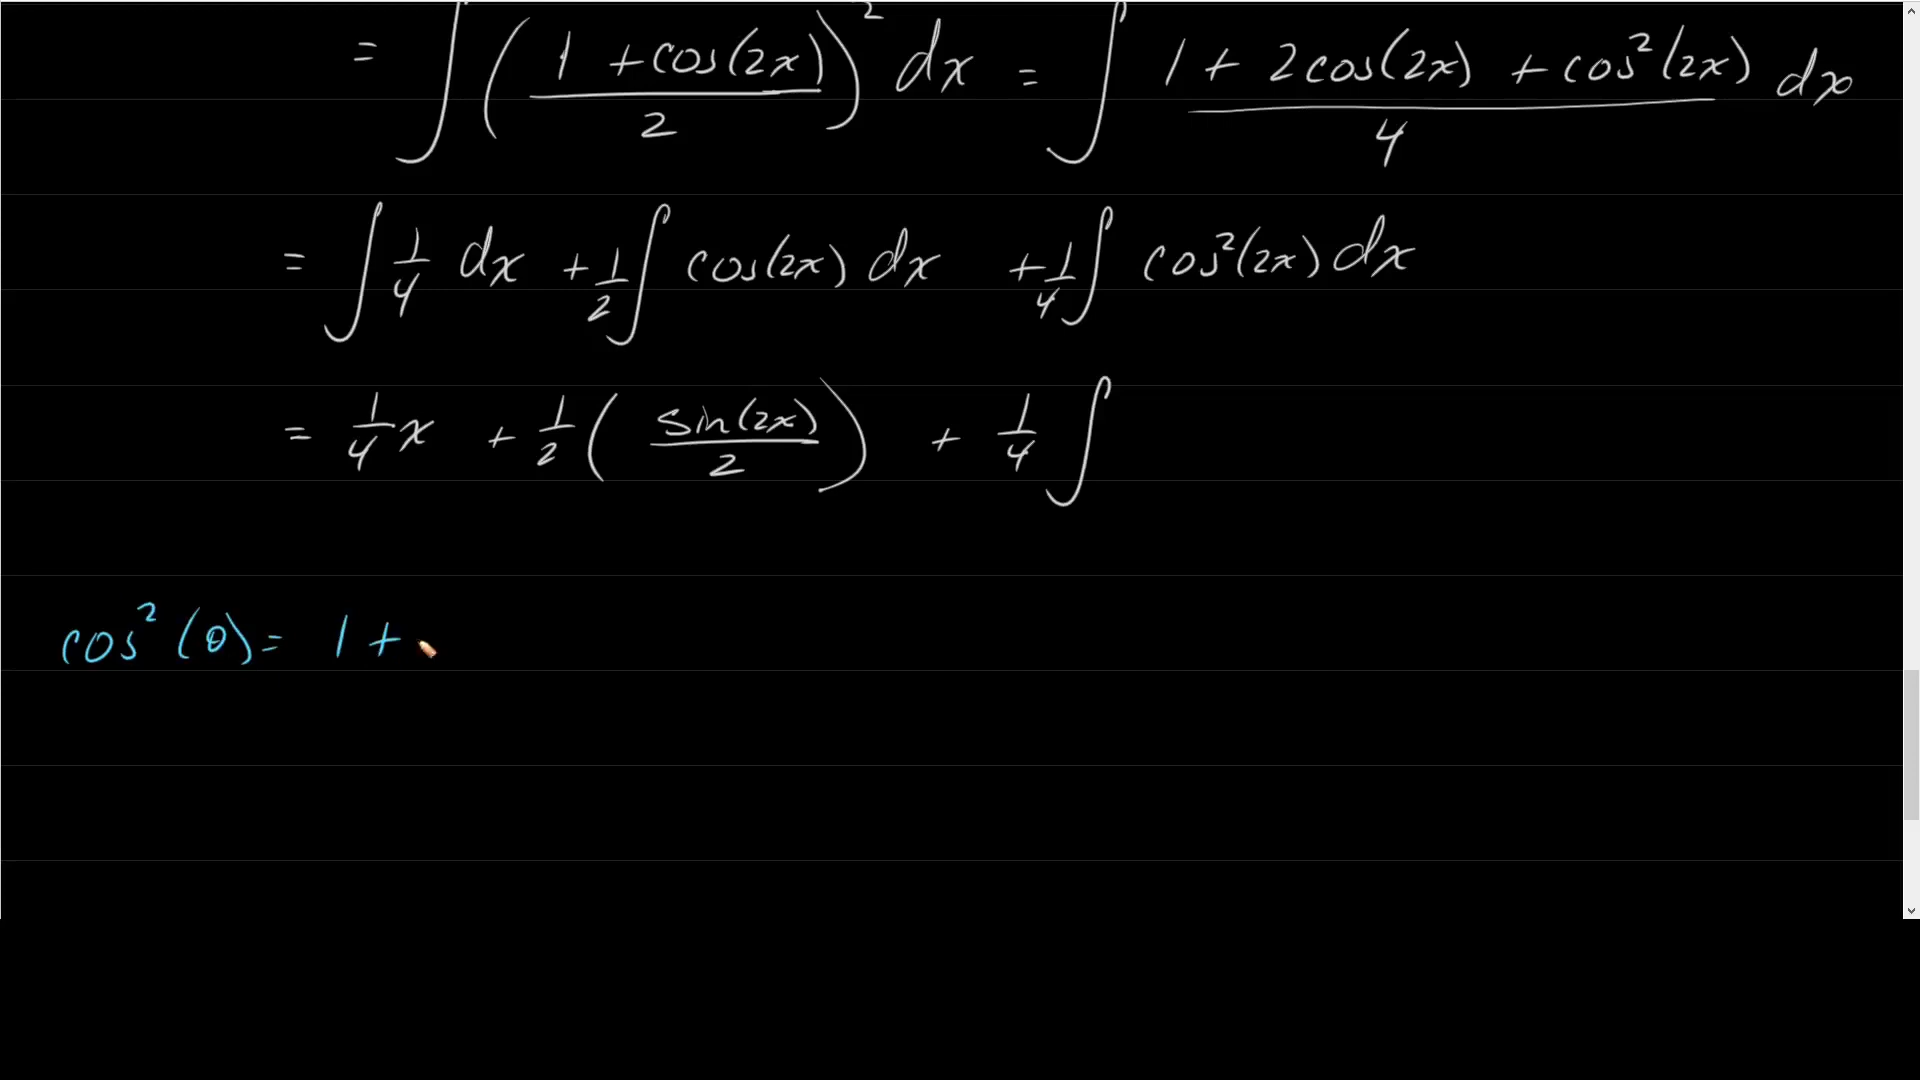 = ∫ ( (1 + cos(2x))/2 )² dx = ∫ (1 + 2cos(2x) + cos²(2x))/4 dx
= ∫ 1/4 dx + 1/2 ∫ cos(2x) dx + 1/4 ∫ cos²(2x) dx
= 1/4 x + 1/2 ( sin(2x)/2 ) + 1/4 ∫
cos²(θ) = 1 +